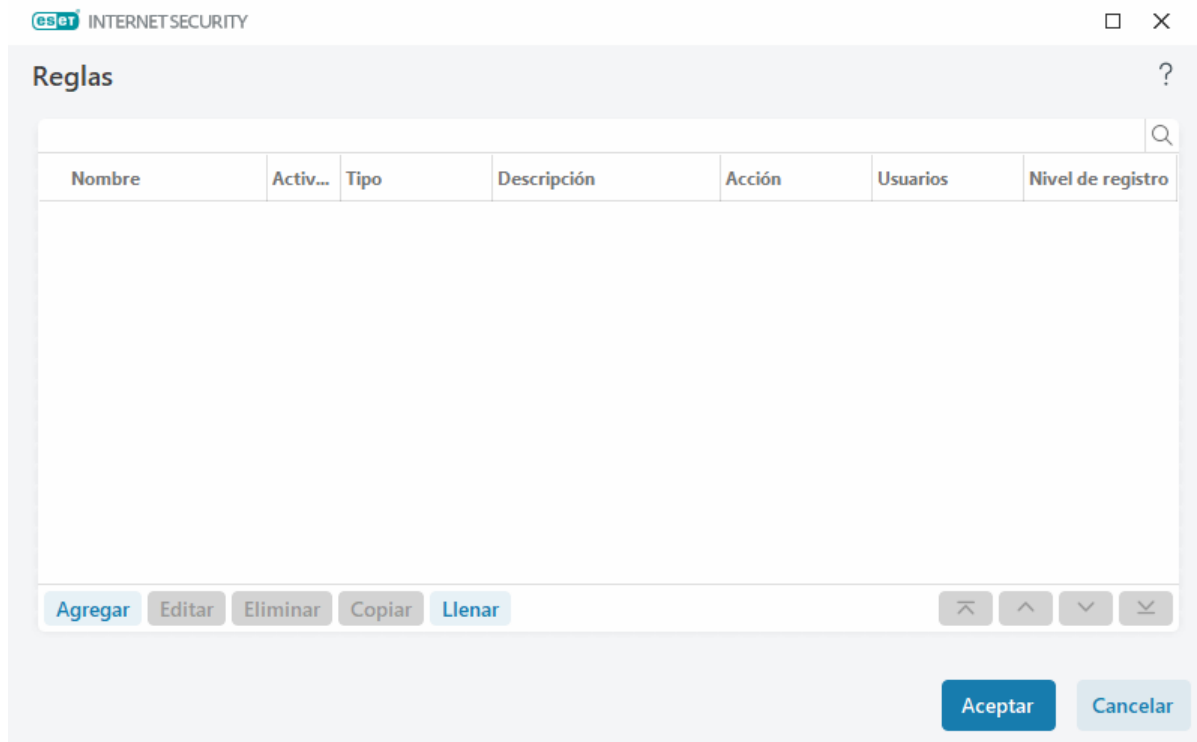 eset INTERNET SECURITY
Reglas
?
Nombre Activ... Tipo Descripción Acción Usuarios Nivel de registro
Agregar Editar Eliminar Copiar Llenar
Aceptar Cancelar